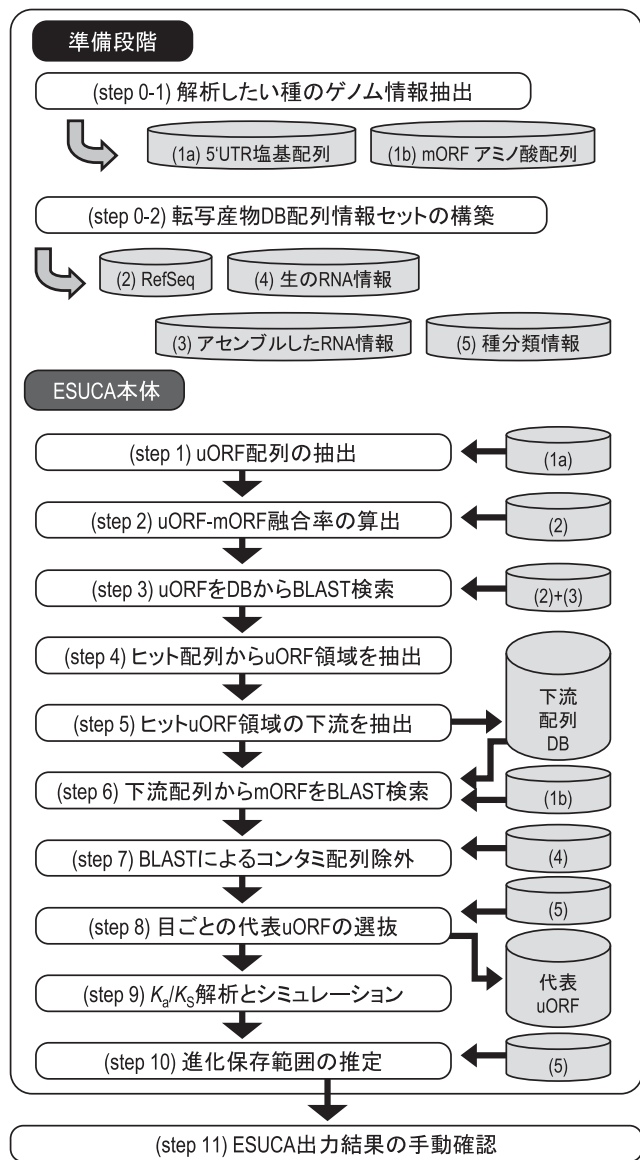 準備段階
(step 0-1) 解析したい種のゲノム情報抽出
(1a) 5‘UTR塩基配列
(1b) mORF アミノ酸配列
(step 0-2) 転写産物DB配列情報セットの構築
(2) RefSeq
(4) 生のRNA情報
(3) アセンブルしたRNA情報
(5) 種分類情報
ESUCA本体
(step 1) uORF配列の抽出
(1a)
(step 2) uORF-mORF融合率の算出
(2)
(step 3) uORFをDBからBLAST検索
(2)+(3)
(step 4) ヒット配列からuORF領域を抽出
(step 5) ヒットuORF領域の下流を抽出
下流
配列
DB
(step 6) 下流配列からmORFをBLAST検索
(1b)
(step 7) BLASTによるコンタミ配列除外
(4)
(step 8) 目ごとの代表uORFの選抜
(5)
代表
uORF
(step 9) Ka/KS解析とシミュレーション
(step 10) 進化保存範囲の推定
(5)
(step 11) ESUCA出力結果の手動確認